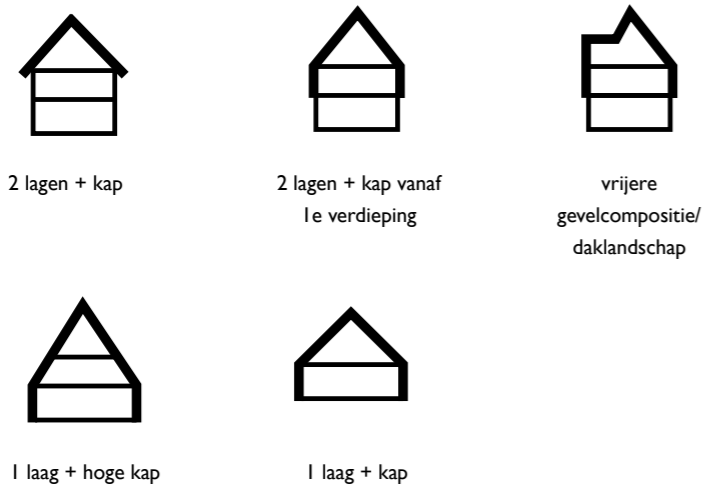 2 lagen + kap
2 lagen + kap vanaf
1e verdieping
vrijere
gevelcompositie/
daklandschap
1 laag + hoge kap
1 laag + kap